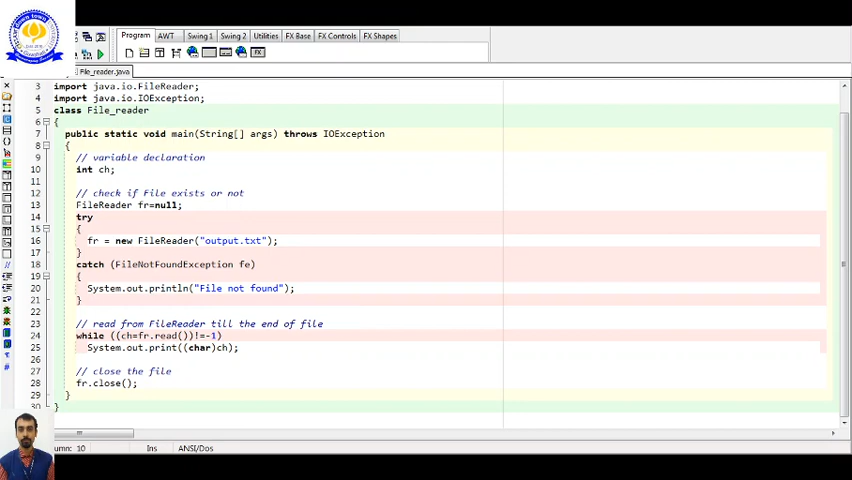 Program AWT Swing 1 Swing 2 Utilities FX Base FX Controls FX Shapes
FX
File_reader.java
3 import java.io.FileReader;
4 import java.io.IOException;
5 class File_reader
6 {
7 public static void main(String[] args) throws IOException
8 {
9 // variable declaration
10 int ch;
11
12 // check if File exists or not
13 FileReader fr=null;
14 try
15 {
16 fr = new FileReader("output.txt");
17 }
18 catch (FileNotFoundException fe)
19 {
20 System.out.println("File not found");
21 }
22
23 // read from FileReader till the end of file
24 while ((ch=fr.read())!=-1)
25 System.out.print((char)ch);
26
27 // close the file
28 fr.close();
29 }
30 }
umn: 10 Ins ANSI/Dos